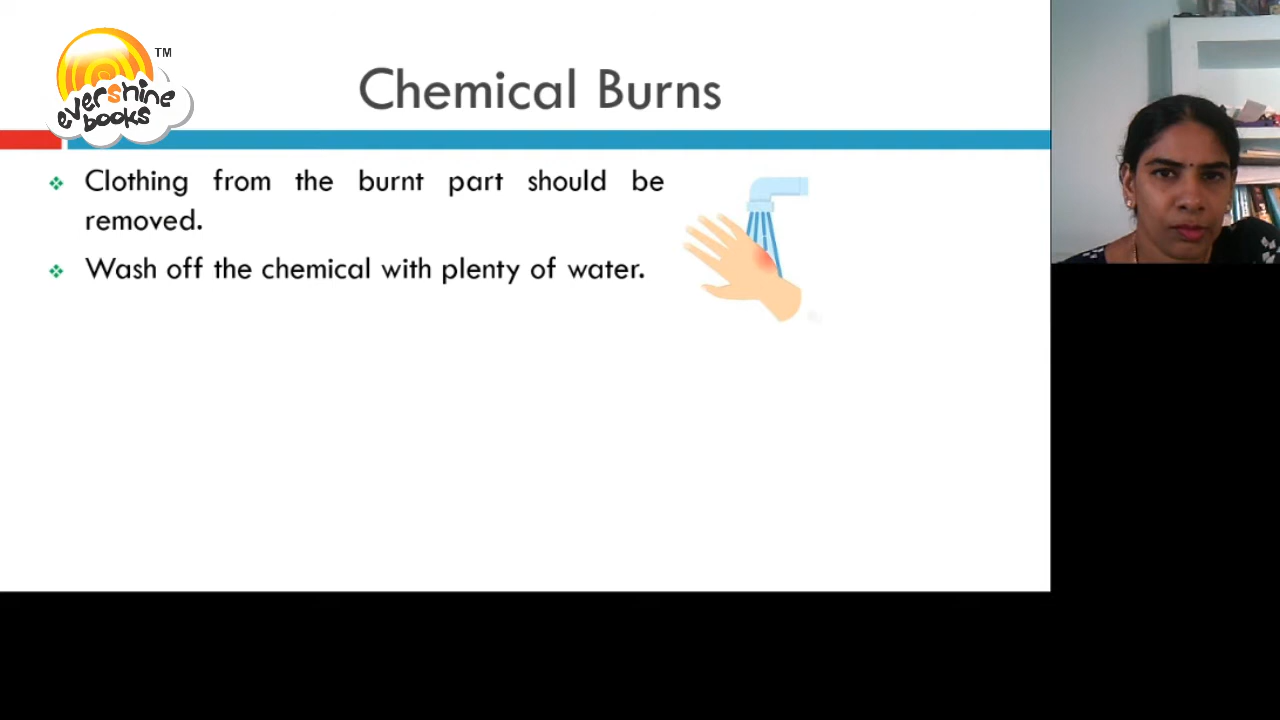 evershine
books
TM
Chemical Burns
Clothing from the burnt part should be
removed.
Wash off the chemical with plenty of water.